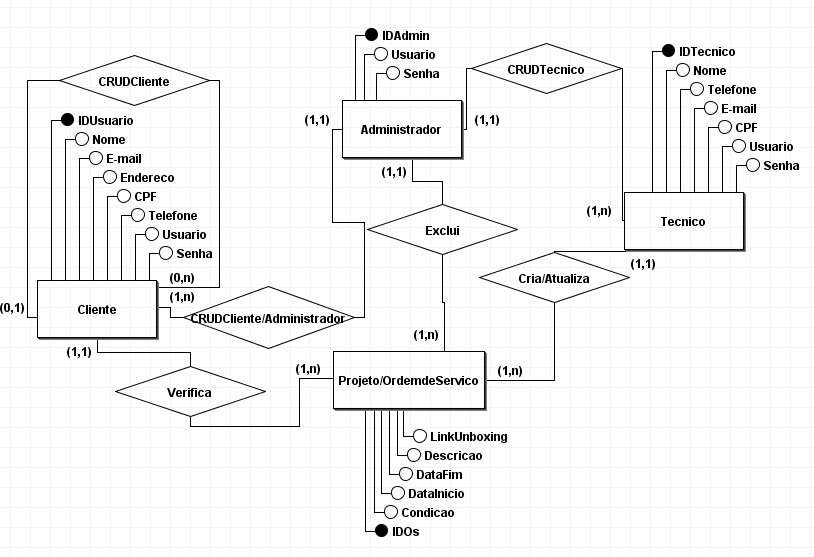 IDAdmin
Usuario
Senha
Administrador
(1,1)
(1,1)
(1,1)
CRUDTecnico
IDTecnico
Nome
Telefone
E-mail
CPF
Usuario
Senha
Tecnico
(1,n)
(1,1)
CRUDCliente
IDUsuario
Nome
E-mail
Endereco
CPF
Telefone
Usuario
Senha
Cliente
(0,n)
(1,n)
(0,1)
(1,1)
CRUDCliente/Administrador
Exclui
Cria/Atualiza
(1,n)
Verifica
(1,n)
Projeto/OrdemdeServico
(1,n)
LinkUnboxing
Descricao
DataFim
DataInicio
Condicao
IDOs